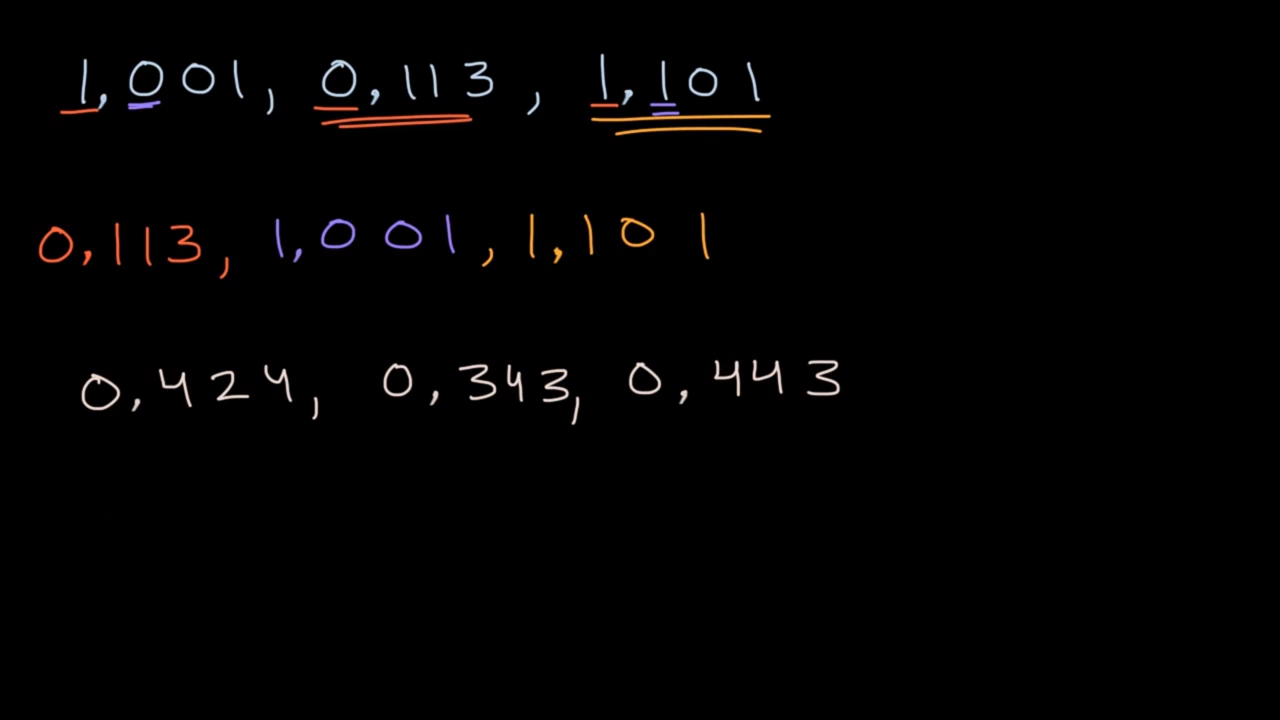 1,001, 0,113, 1,101
0,113, 1,001, 1,101
0,424, 0,343, 0,443